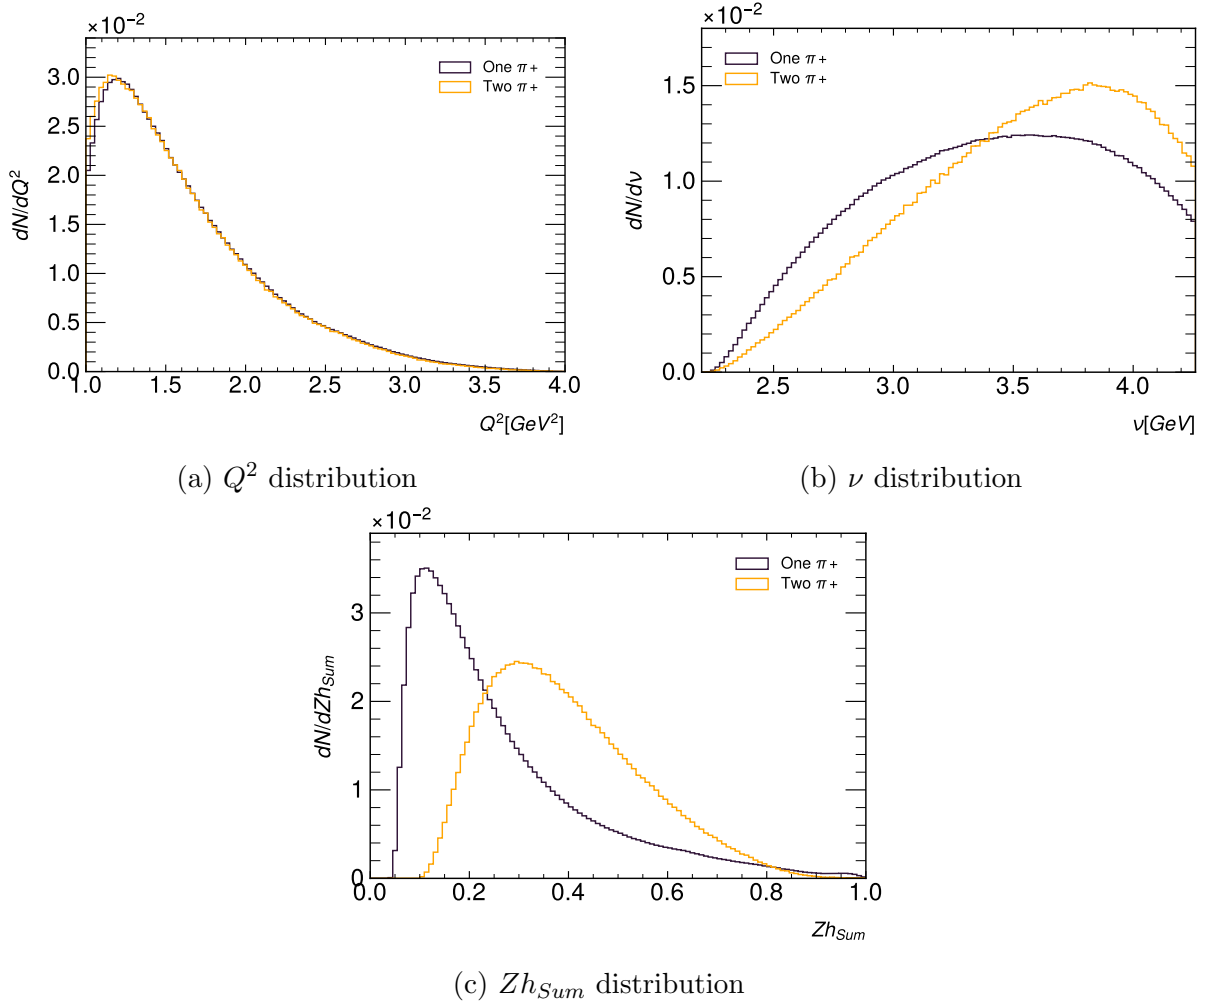 ×10−2
dN/dQ²
3.0
2.0
1.0
0.5
0.0
1.0 1.5 2.0 2.5 3.0 3.5 4.0
Q²[GeV²]
One π+
Two π+
(a) Q² distribution
×10−2
dN/dν
1.5
1.0
0.5
0.0
2.5 3.0 3.5 4.0
ν[GeV]
One π+
Two π+
(b) ν distribution
×10−2
dN/dZh_Sum
3
2
1
0
0.0 0.2 0.4 0.6 0.8 1.0
Zh_Sum
One π+
Two π+
(c) Zh_Sum distribution